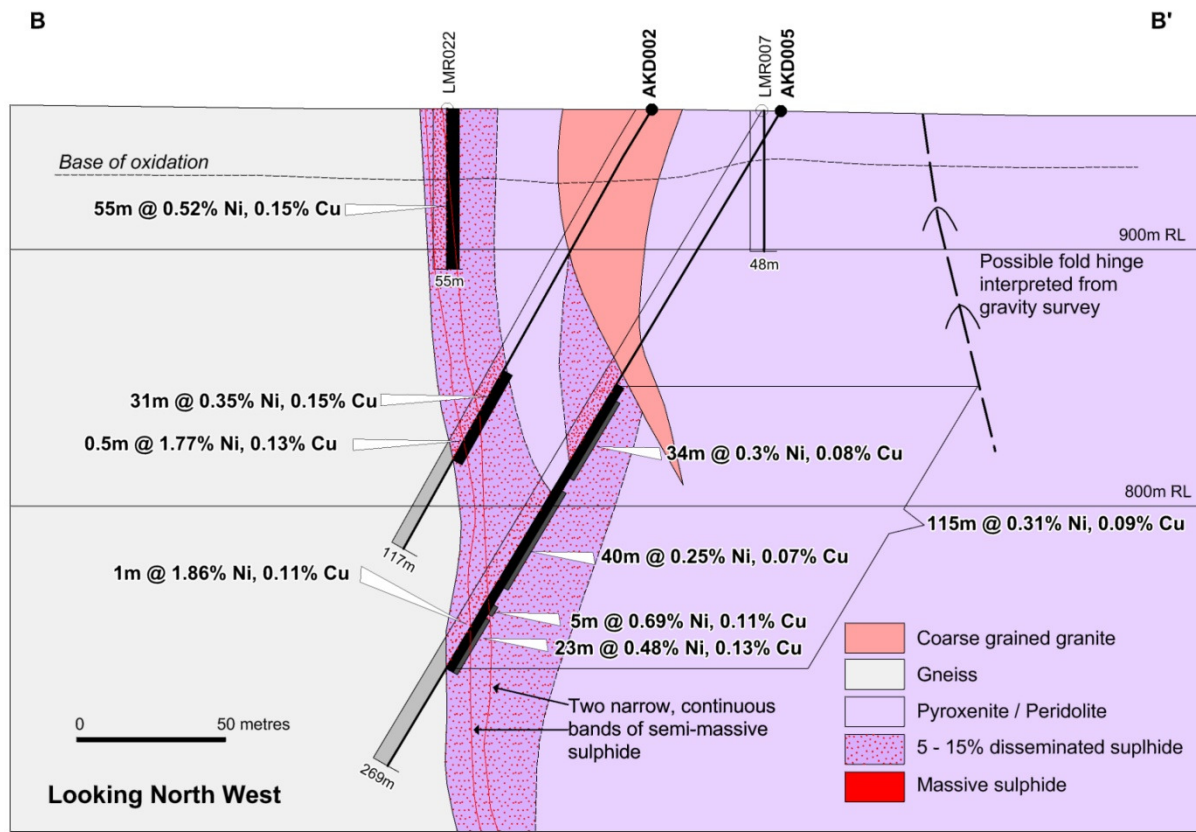 B
B'
LMR022
AKD002
LMR007
AKD005
Base of oxidation
55m @ 0.52% Ni, 0.15% Cu
900m RL
55m
48m
Possible fold hinge
interpreted from
gravity survey
31m @ 0.35% Ni, 0.15% Cu
0.5m @ 1.77% Ni, 0.13% Cu
34m @ 0.3% Ni, 0.08% Cu
800m RL
115m @ 0.31% Ni, 0.09% Cu
117m
40m @ 0.25% Ni, 0.07% Cu
1m @ 1.86% Ni, 0.11% Cu
5m @ 0.69% Ni, 0.11% Cu
23m @ 0.48% Ni, 0.13% Cu
Coarse grained granite
Gneiss
Pyroxenite / Peridolite
5 - 15% disseminated suplhide
Massive sulphide
Two narrow, continuous
bands of semi-massive
sulphide
0
50 metres
269m
Looking North West